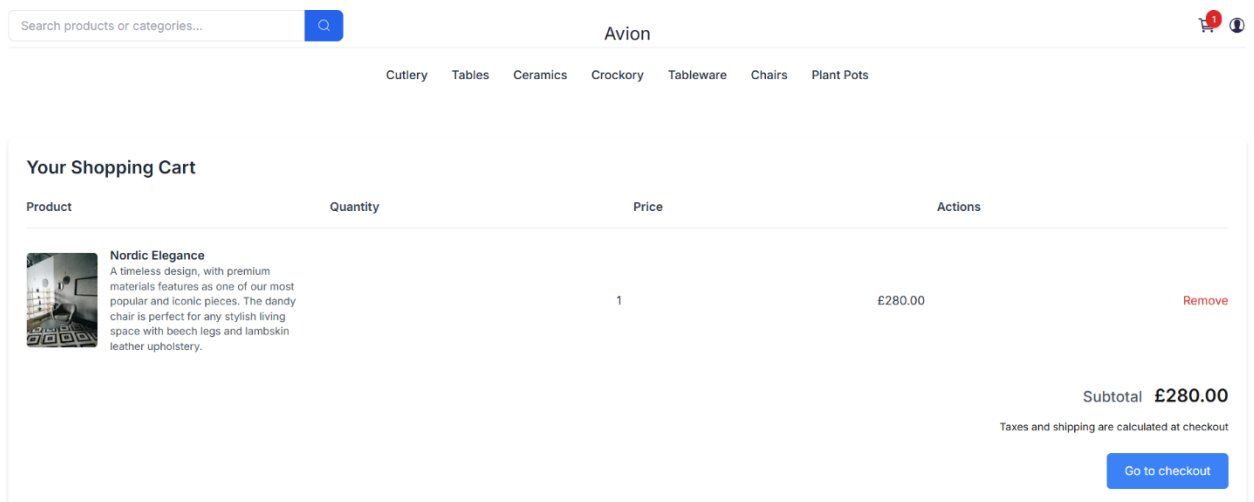 Search products or categories...
Avion
1
Cutlery Tables Ceramics Crockory Tableware Chairs Plant Pots
Your Shopping Cart
Product Quantity Price Actions
Nordic Elegance
A timeless design, with premium
materials features as one of our most
popular and iconic pieces. The dandy
chair is perfect for any stylish living
space with beech legs and lambskin
leather upholstery.
1 £280.00 Remove
Subtotal £280.00
Taxes and shipping are calculated at checkout
Go to checkout